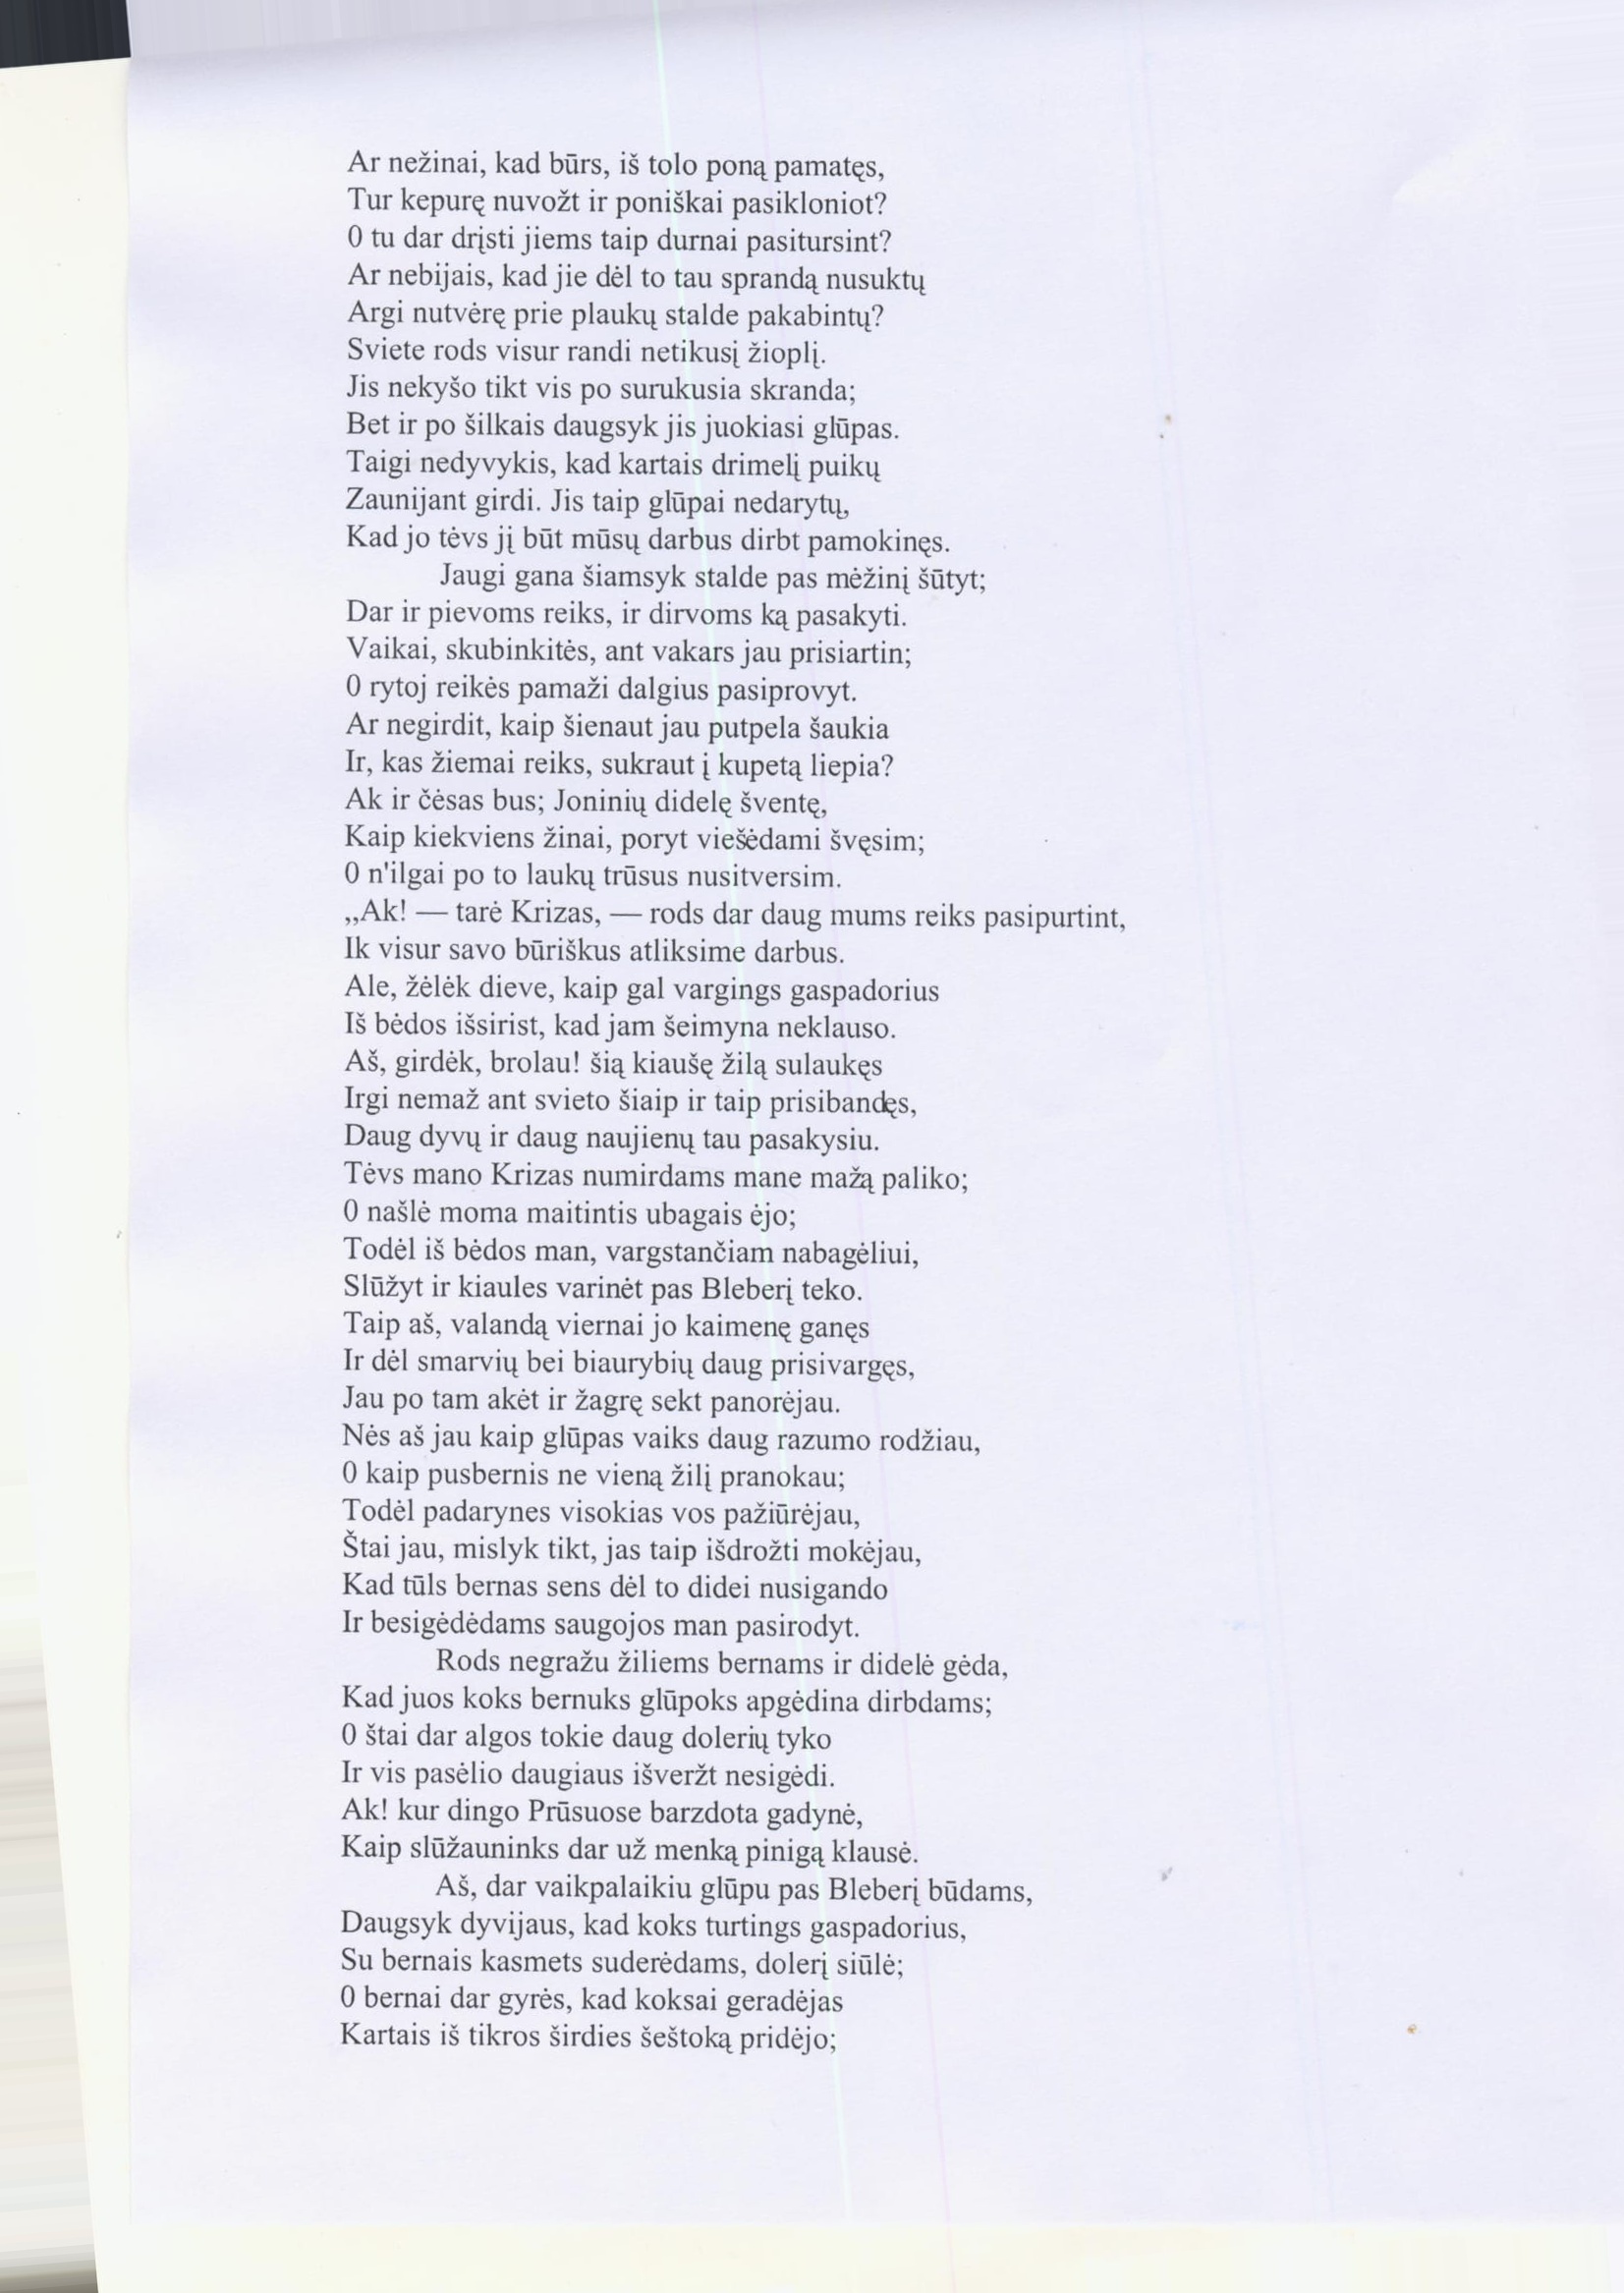 Ar nežinai, kad būrs, iš tolo poną pamatęs,
Tur kepurę nuvožt ir poniškai pasikloniot?
0 tu dar drįsti jiems taip durnai pasitursint?
Ar nebijais, kad jie dėl to tau sprandą nusuktų
Argi nutvėrę prie plaukų stalde pakabintų?
Sviete rods visur randi netikusį žioplį.
Jis nekyšo tikt vis po surukusia skranda;
Bet ir po šilkais daugsyk jis juokiasi glūpas.
Taigi nedyvykis, kad kartais drimelį puikų
Zaunijant girdi. Jis taip glūpai nedarytų,
Kad jo tėvs jį būt mūsų darbus dirbt pamokinęs.
Jaugi gana šiamsyk stalde pas mėžinį šūtyt;
Dar ir pievoms reiks, ir dirvoms ką pasakyti.
Vaikai, skubinkitės, ant vakars jau prisiartin;
0 rytoj reikės pamaži dalgius pasiprovyt.
Ar negirdit, kaip šienaut jau putpela šaukia
Ir, kas žiemai reiks, sukraut į kupetą liepia?
Ak ir čėsas bus; Joninių didelę šventę,
Kaip kiekviens žinai, poryt viešėdami švęsim;
0 n'ilgai po to laukų trūsus nusitversim.
„Ak! — tarė Krizas, — rods dar daug mums reiks pasipurtint,
Ik visur savo būriškus atliksime darbus.
Ale, žėlėk dieve, kaip gal vargings gaspadorius
Iš bėdos išsirist, kad jam šeimyna neklauso.
Aš, girdėk, brolau! šią kiaušę žilą sulaukęs
Irgi nemaž ant svieto šiaip ir taip prisibandęs,
Daug dyvų ir daug naujienų tau pasakysiu.
Tėvs mano Krizas numirdams mane mažą paliko;
0 našlė moma maitintis ubagais ėjo;
Todėl iš bėdos man, vargstančiam nabagėliui,
Slūžyt ir kiaules varinėt pas Bleberį teko.
Taip aš, valandą viernai jo kaimenę ganęs
Ir dėl smarvių bei biaurybių daug prisivargęs,
Jau po tam akėt ir žagrę sekt panorėjau.
Nės aš jau kaip glūpas vaiks daug razumo rodžiau,
0 kaip pusbernis ne vieną žilį pranokau;
Todėl padarynes visokias vos pažiūrėjau,
Štai jau, mislyk tikt, jas taip išdrožti mokėjau,
Kad tūls bernas sens dėl to didei nusigando
Ir besigėdėdams saugojos man pasirodyt.
Rods negražu žiliems bernams ir didelė gėda,
Kad juos koks bernuks glūpoks apgėdina dirbdams;
0 štai dar algos tokie daug dolerių tyko
Ir vis pasėlio daugiaus išveržt nesigėdi.
Ak! kur dingo Prūsuose barzdota gadynė,
Kaip slūžauninks dar už menką pinigą klausė.
Aš, dar vaikpalaikiu glūpu pas Bleberį būdams,
Daugsyk dyvijaus, kad koks turtings gaspadorius,
Su bernais kasmets suderėdams, dolerį siūlė;
0 bernai dar gyrės, kad koksai geradėjas
Kartais iš tikros širdies šeštoką pridėjo;